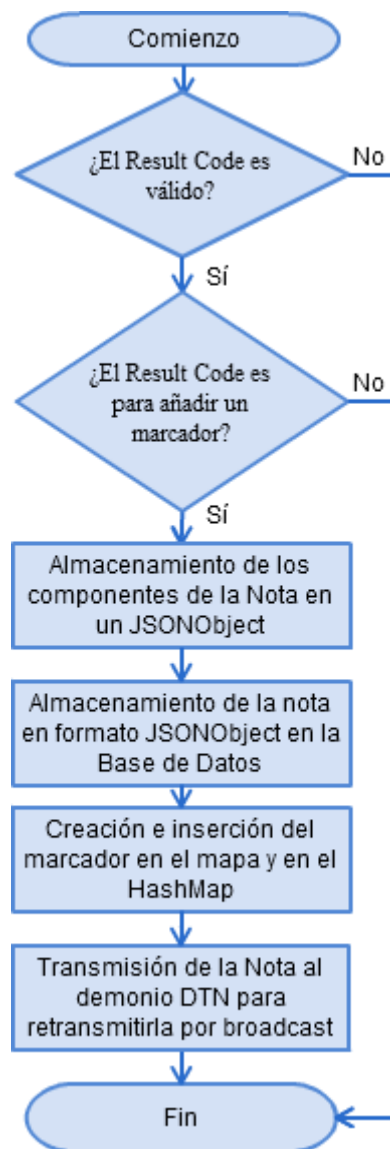 Comienzo
¿El Result Code es
válido?
No
Sí
¿El Result Code es
para añadir un
marcador?
No
Sí
Almacenamiento de los
componentes de la Nota en
un JSONObject
Almacenamiento de la nota
en formato JSONObject en la
Base de Datos
Creación e inserción del
marcador en el mapa y en el
HashMap
Transmisión de la Nota al
demonio DTN para
retransmitirla por broadcast
Fin